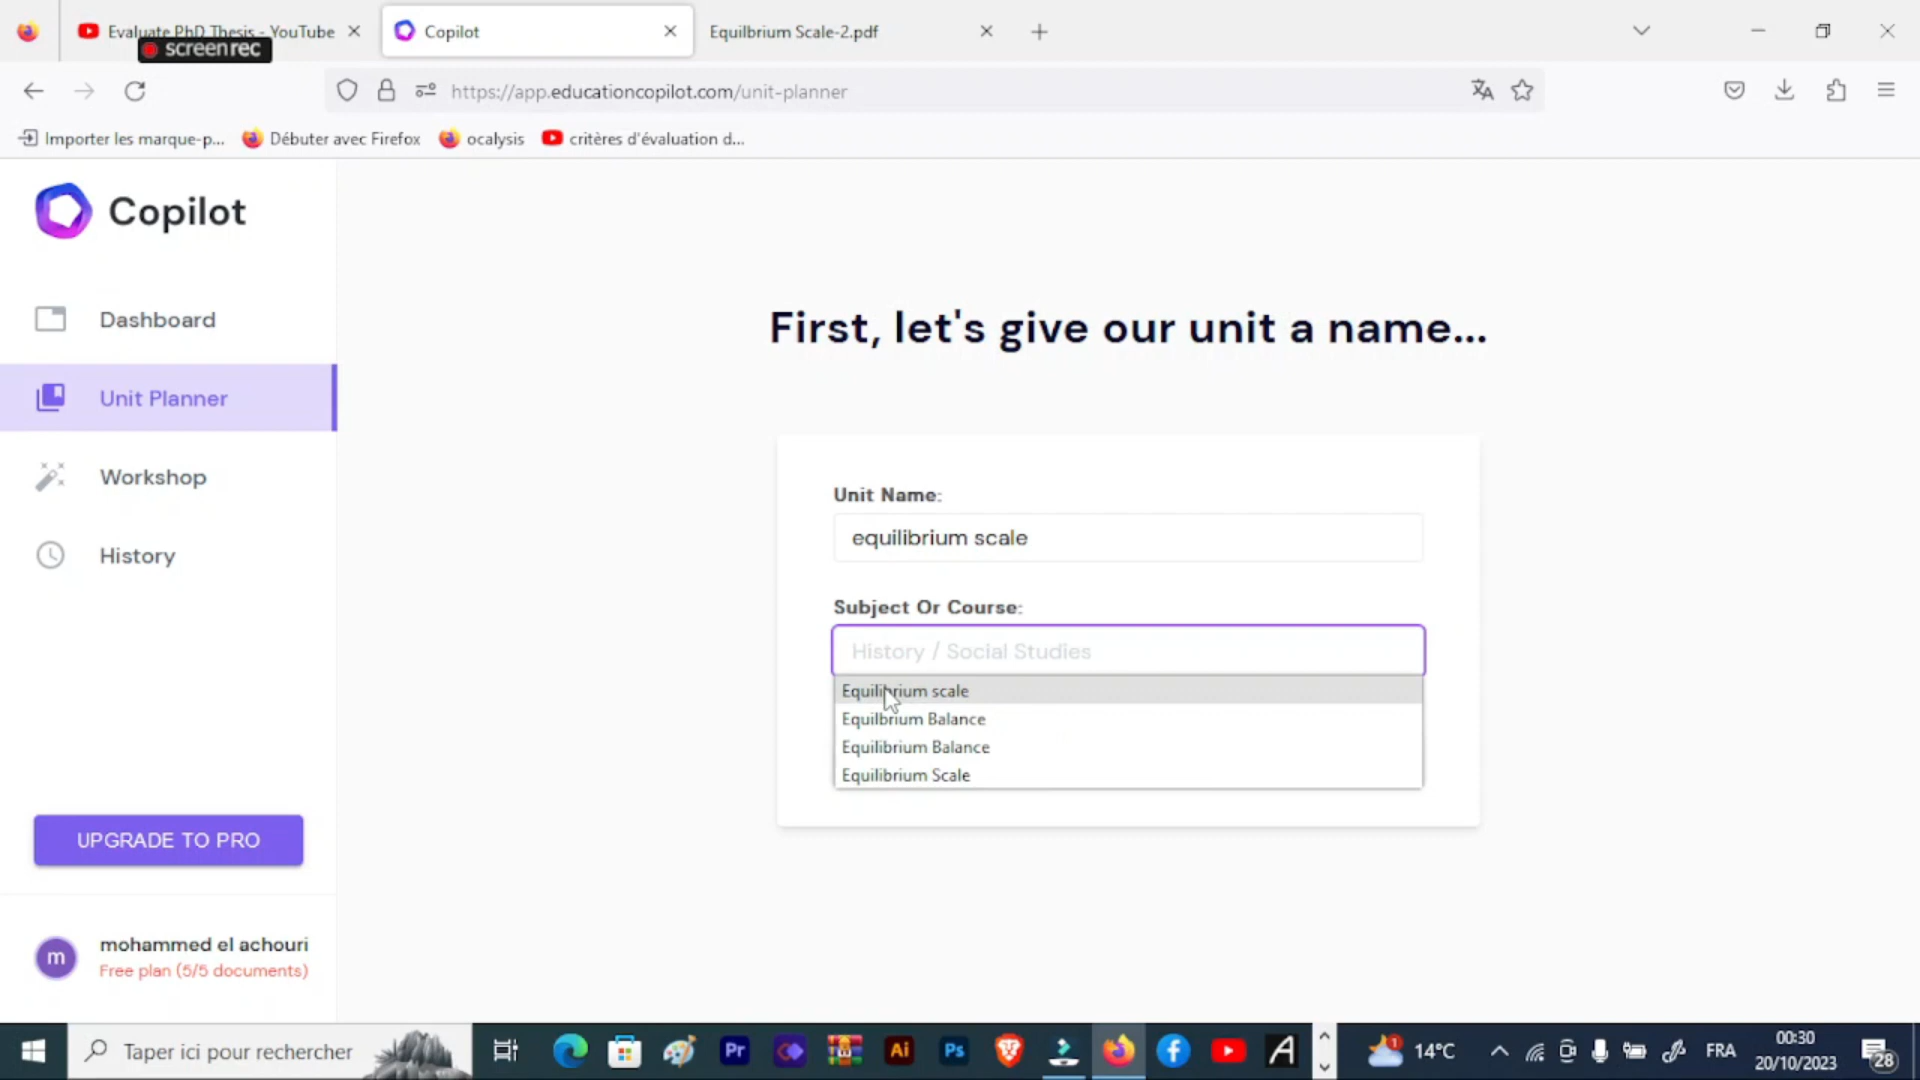 Evaluate PhD Thesis - YouTube
Copilot
Equilbrium Scale-2.pdf
screenrec
https://app.educationcopilot.com/unit-planner
Importer les marque-p...
Débuter avec Firefox
ocalysis
critères d'évaluation d...
Copilot
Dashboard
Unit Planner
Workshop
History
UPGRADE TO PRO
m
mohammed el achouri
Free plan (5/5 documents)
First, let's give our unit a name...
Unit Name:
equilibrium scale
Subject Or Course:
History / Social Studies
Equilibrium scale
Equilbrium Balance
Equilibrium Balance
Equilibrium Scale
Taper ici pour rechercher
Pr
Ai
Ps
1
14°C
FRA
00:30
20/10/2023
28